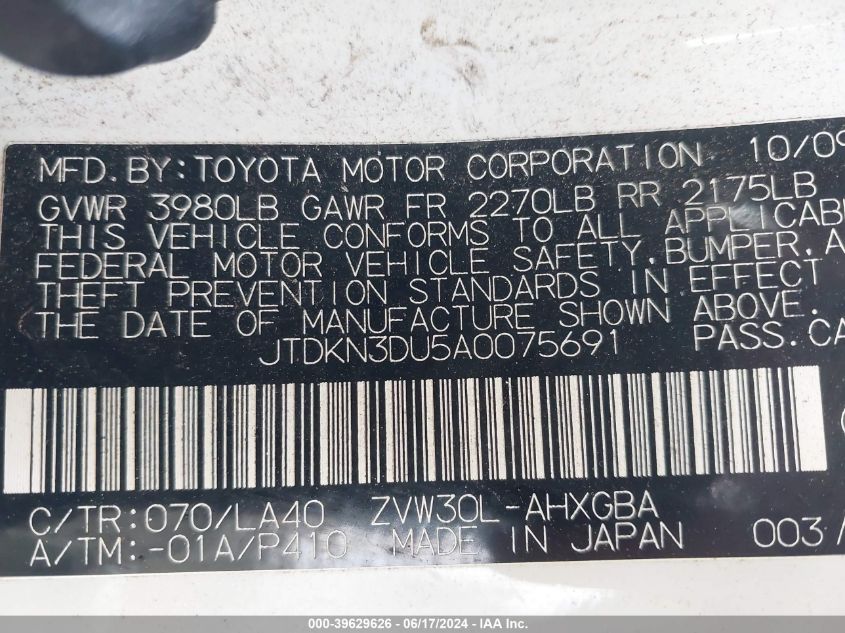 MFD. BY: TOYOTA MOTOR CORPORATION 10/09
GVWR 3980LB GAWR FR 2270LB RR 2175LB
THIS VEHICLE CONFORMS TO ALL APPLICAB
FEDERAL MOTOR VEHICLE SAFETY, BUMPER, A
THEFT PREVENTION STANDARDS IN EFFECT
THE DATE OF MANUFACTURE SHOWN ABOVE.
JTDKN3DU5A0075691 PASS. CA
C/TR: 070/LA40 ZVW30L-AHXGBA
A/TM: -01A/P410 MADE IN JAPAN 003/
000-39629626 - 06/17/2024 - IAA Inc.